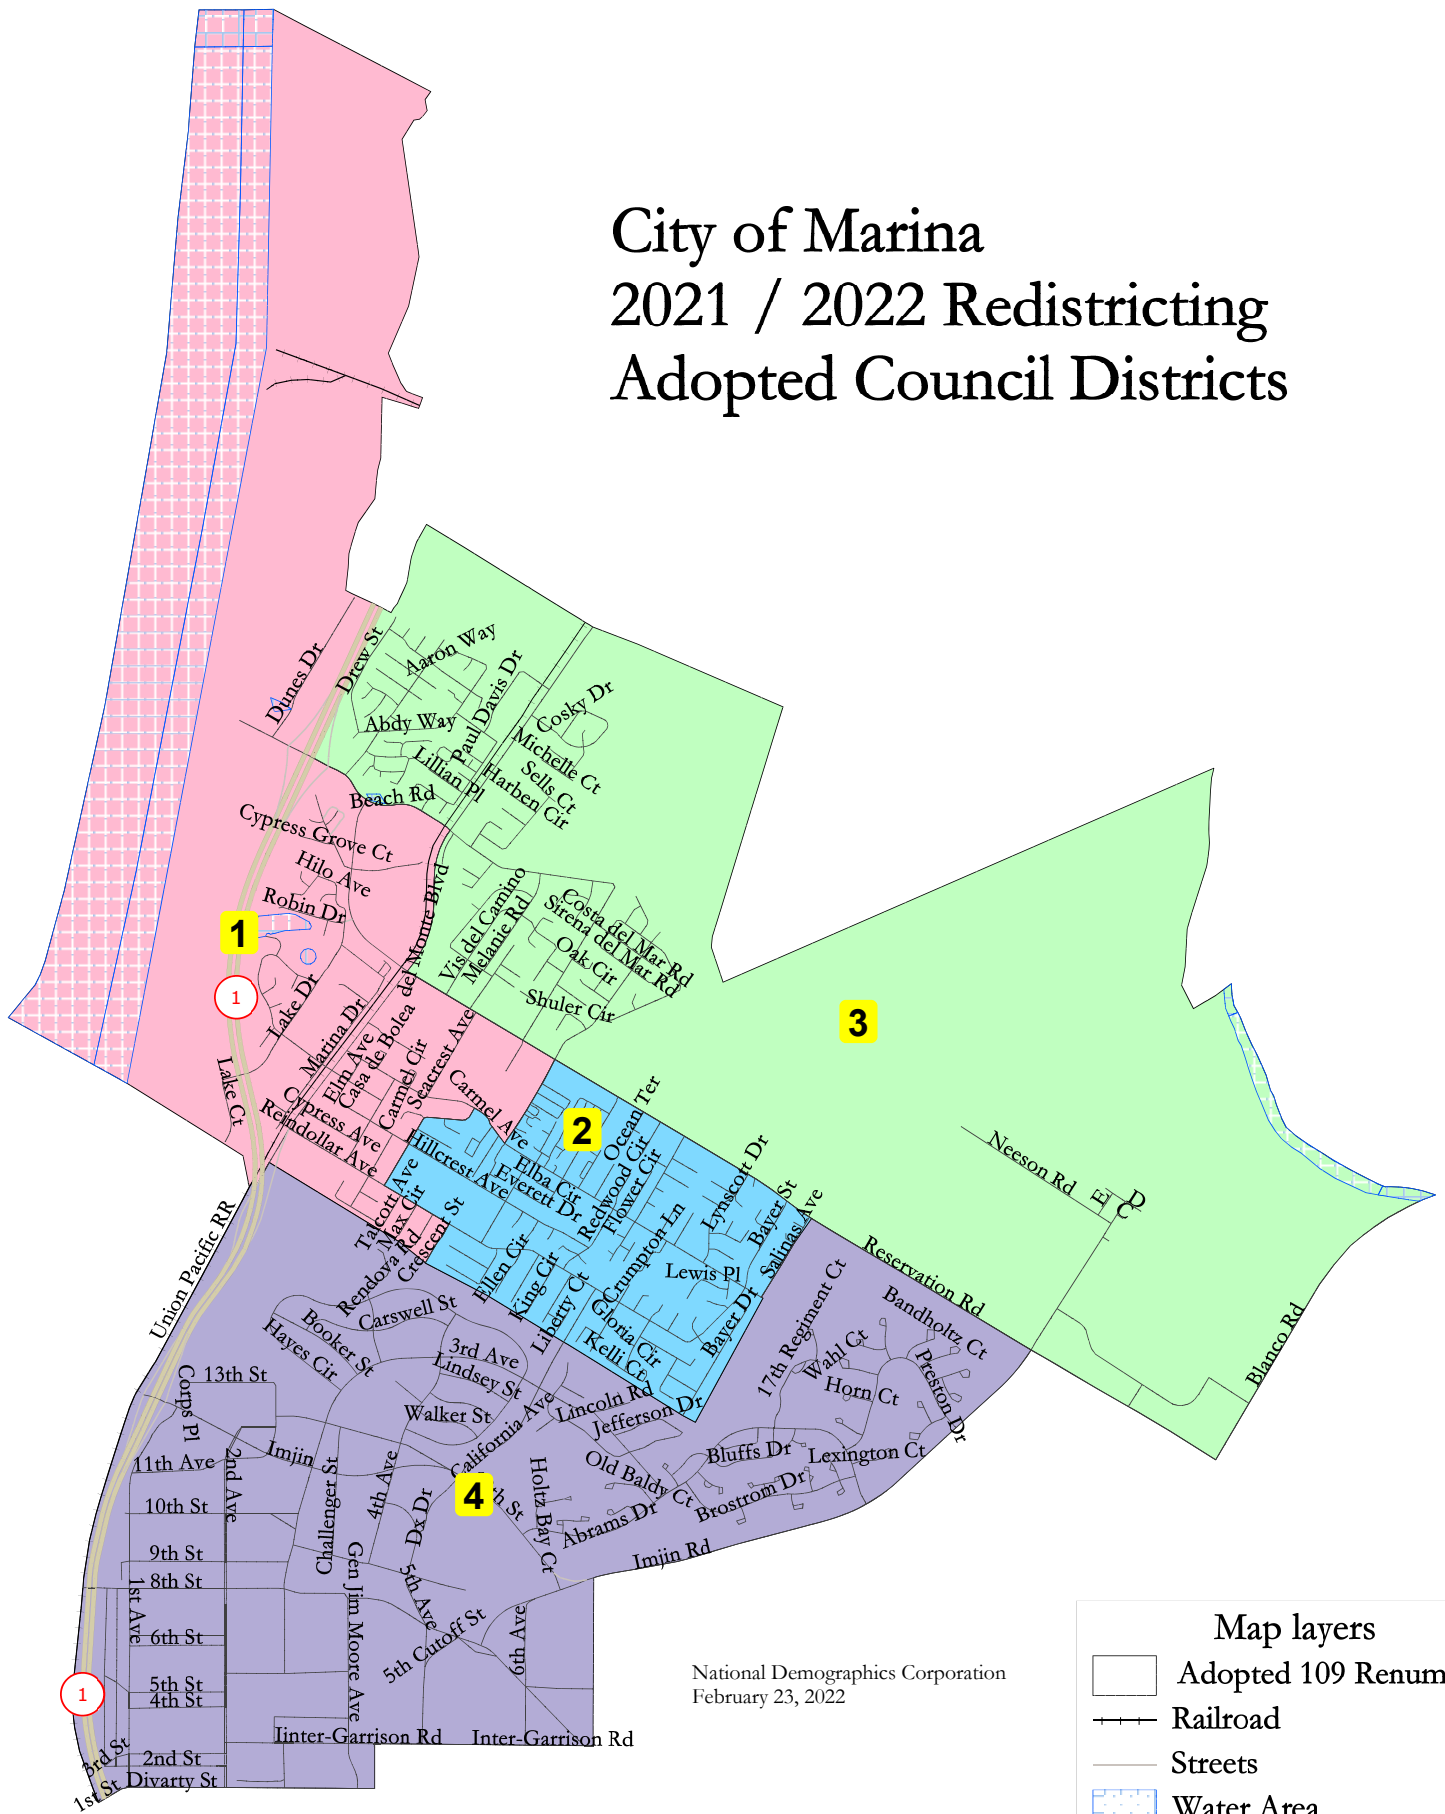 City of Marina
2021 / 2022 Redistricting
Adopted Council Districts
Dunes Dr
Drew St
Aaron Way
Paul Davis Dr
Abdy Way
Cosky Dr
Michelle Ct
Sells Ct
Lillian Pl
Harben Cir
Beach Rd
Cypress Grove Ct
Hilo Ave
Robin Dr
del Monte Blvd
Vis del Camino
Melanie Rd
Costa del Mar Rd
Sirena del Mar Rd
Oak Cir
Shuler Cir
1
1
3
Lake Dr
Marina Dr
Elm Ave
Casa de Bolea
Carmel Cir
Seacrest Ave
Carmel Ave
Lake Ct
Cypress Ave
Reindollar Ave
2
Ocean Ter
Redwood Cir
Flower Cir
Hillcrest Ave
Elba Cir
Everett Dr
Lynscott Dr
Bayer St
Salinas Ave
Neeson Rd
E
D
C
Talcott Ave
Max Cir
Rendova Rd
Crescent St
Ellen Cir
King Cir
Liberty Ct
Crumpton Ln
Lewis Pl
Gloria Cir
Kelli Ct
Bayer Dr
Reservation Rd
Blanco Rd
Union Pacific RR
17th Regiment Ct
Bandholtz Ct
Wahl Ct
Horn Ct
Preston Dr
Booker St
Hayes Cir
Carswell St
3rd Ave
Lindsey St
Walker St
California Ave
Lincoln Rd
Jefferson Dr
13th St
Corps Pl
Imjin
11th Ave
2nd Ave
Challenger St
4th Ave
Dx Dr
4
th St
Holtz Bay Ct
Old Baldy Ct
Abrams Dr
Bluffs Dr
Brostrom Dr
Lexington Ct
Imjin Rd
10th St
9th St
8th St
1st Ave
Gen Jim Moore Ave
5th Ave
5th Cutoff St
6th Ave
6th St
5th St
4th St
1
3rd St
2nd St
1st St
Divarty St
Iinter-Garrison Rd
Inter-Garrison Rd
National Demographics Corporation
February 23, 2022
Map layers
Adopted 109 Renum
Railroad
Streets
Water Area